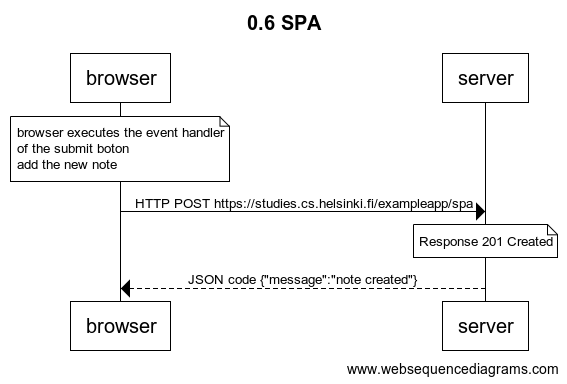 0.6 SPA
browser
server
browser executes the event handler
of the submit boton
add the new note
HTTP POST https://studies.cs.helsinki.fi/exampleapp/spa
Response 201 Created
JSON code {"message":"note created"}
browser
server
www.websequencediagrams.com